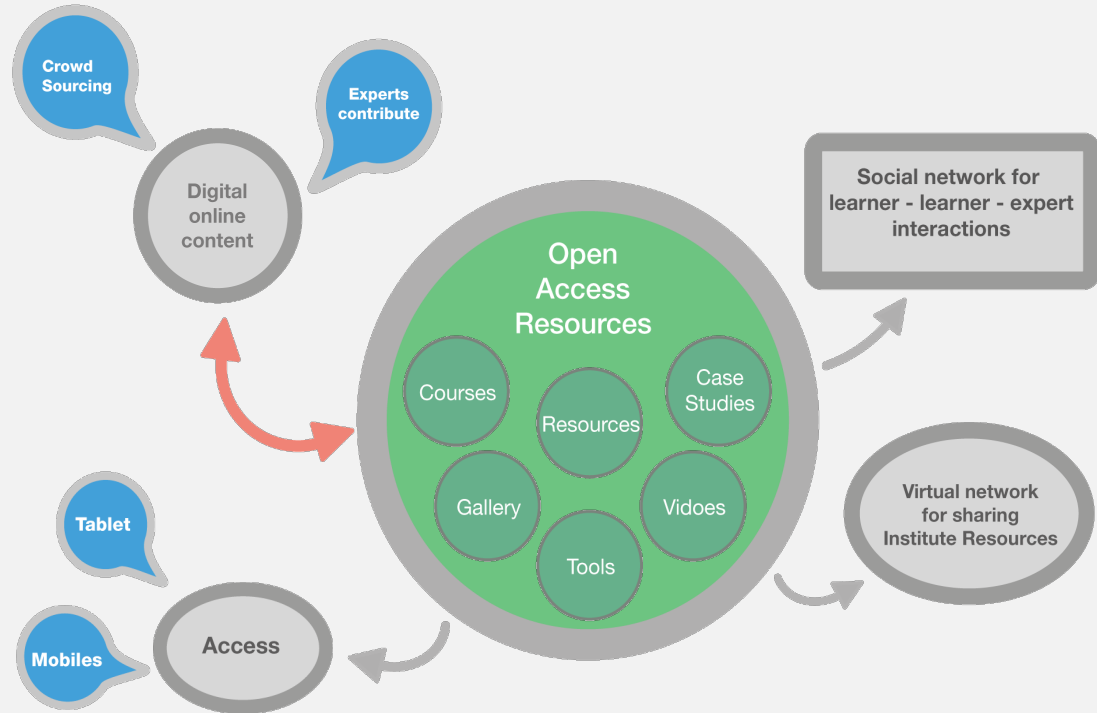 Crowd
Sourcing
Experts
contribute
Digital
online
content
Social network for
learner - learner - expert
interactions
Open
Access
Resources
Courses
Resources
Case
Studies
Gallery
Vidoes
Tools
Virtual network
for sharing
Institute Resources
Tablet
Mobiles
Access